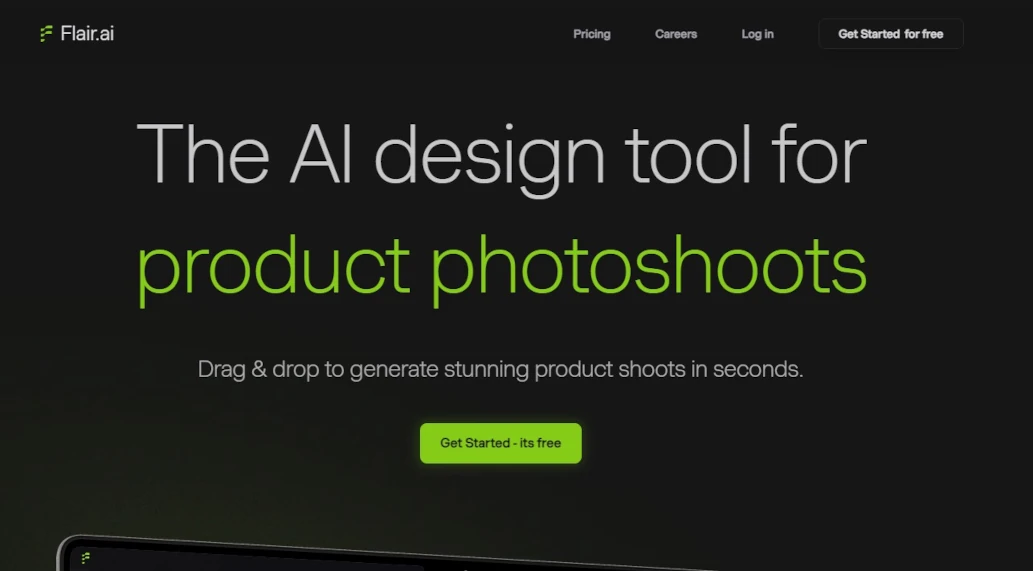 Flair.ai
Pricing
Careers
Log in
Get Started for free
The AI design tool for
product photoshoots
Drag & drop to generate stunning product shoots in seconds.
Get Started - its free